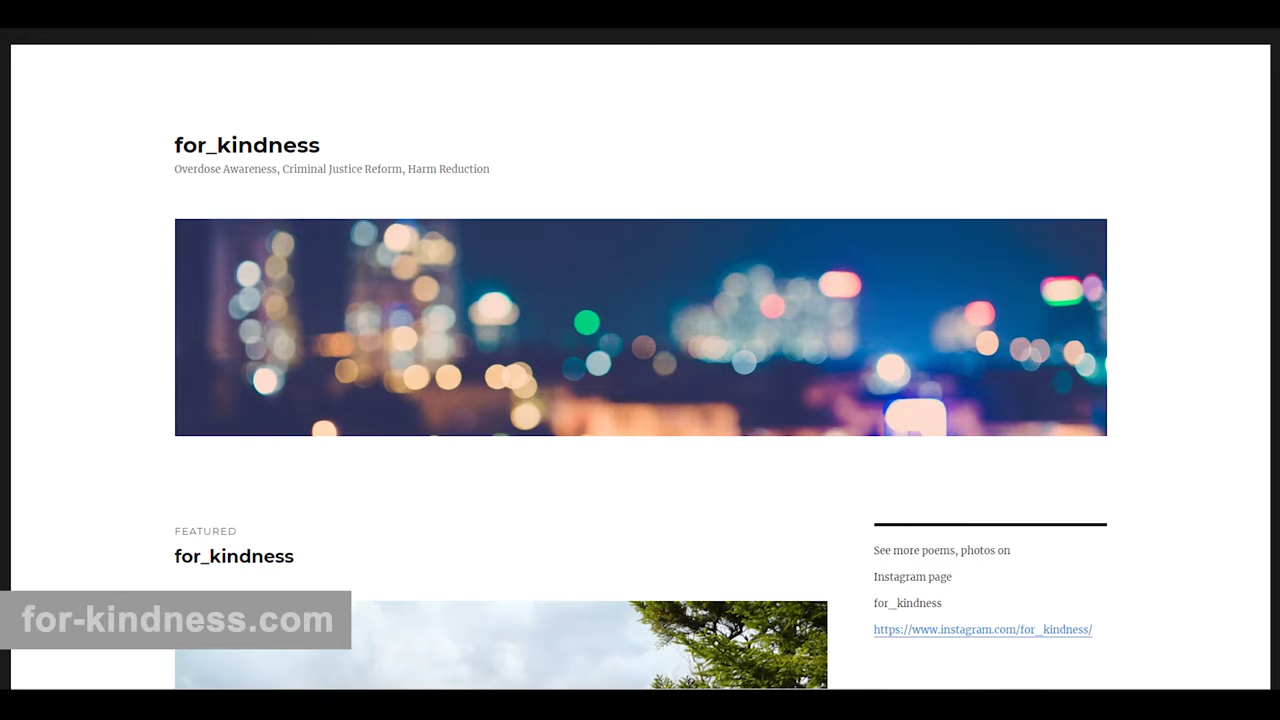 for_kindness
Overdose Awareness, Criminal Justice Reform, Harm Reduction
FEATURED
for_kindness
See more poems, photos on
Instagram page
for_kindness
https://www.instagram.com/for_kindness/
for-kindness.com